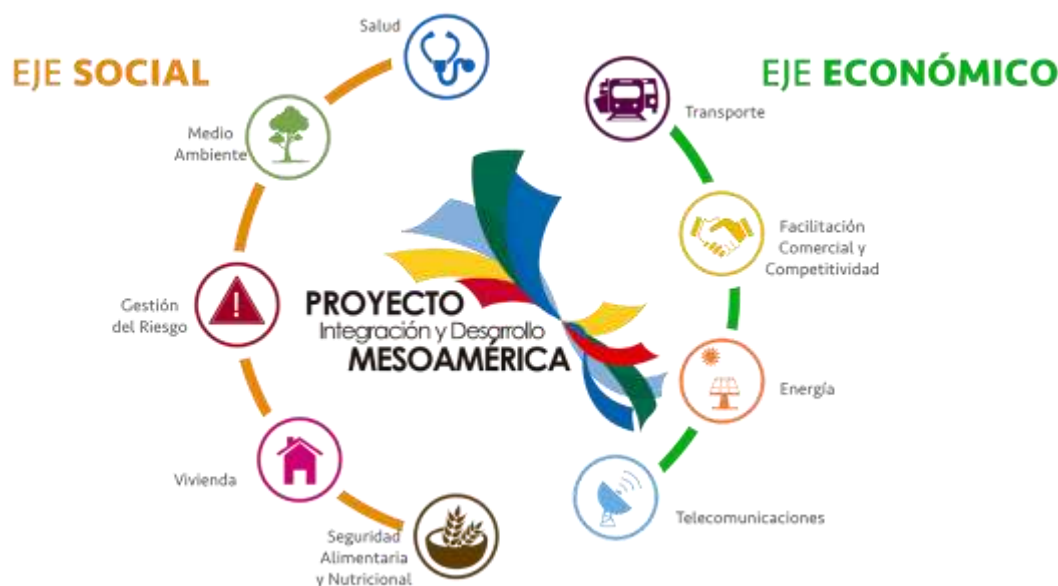 Salud
EJE SOCIAL
EJE ECONÓMICO
Transporte
Medio
Ambiente
Facilitación
Comercial y
Competitividad
PROYECTO
Integración y Desarrollo
MESOAMÉRICA
Gestión
del Riesgo
Energía
Vivienda
Telecomunicaciones
Seguridad
Alimentaria
y Nutricional